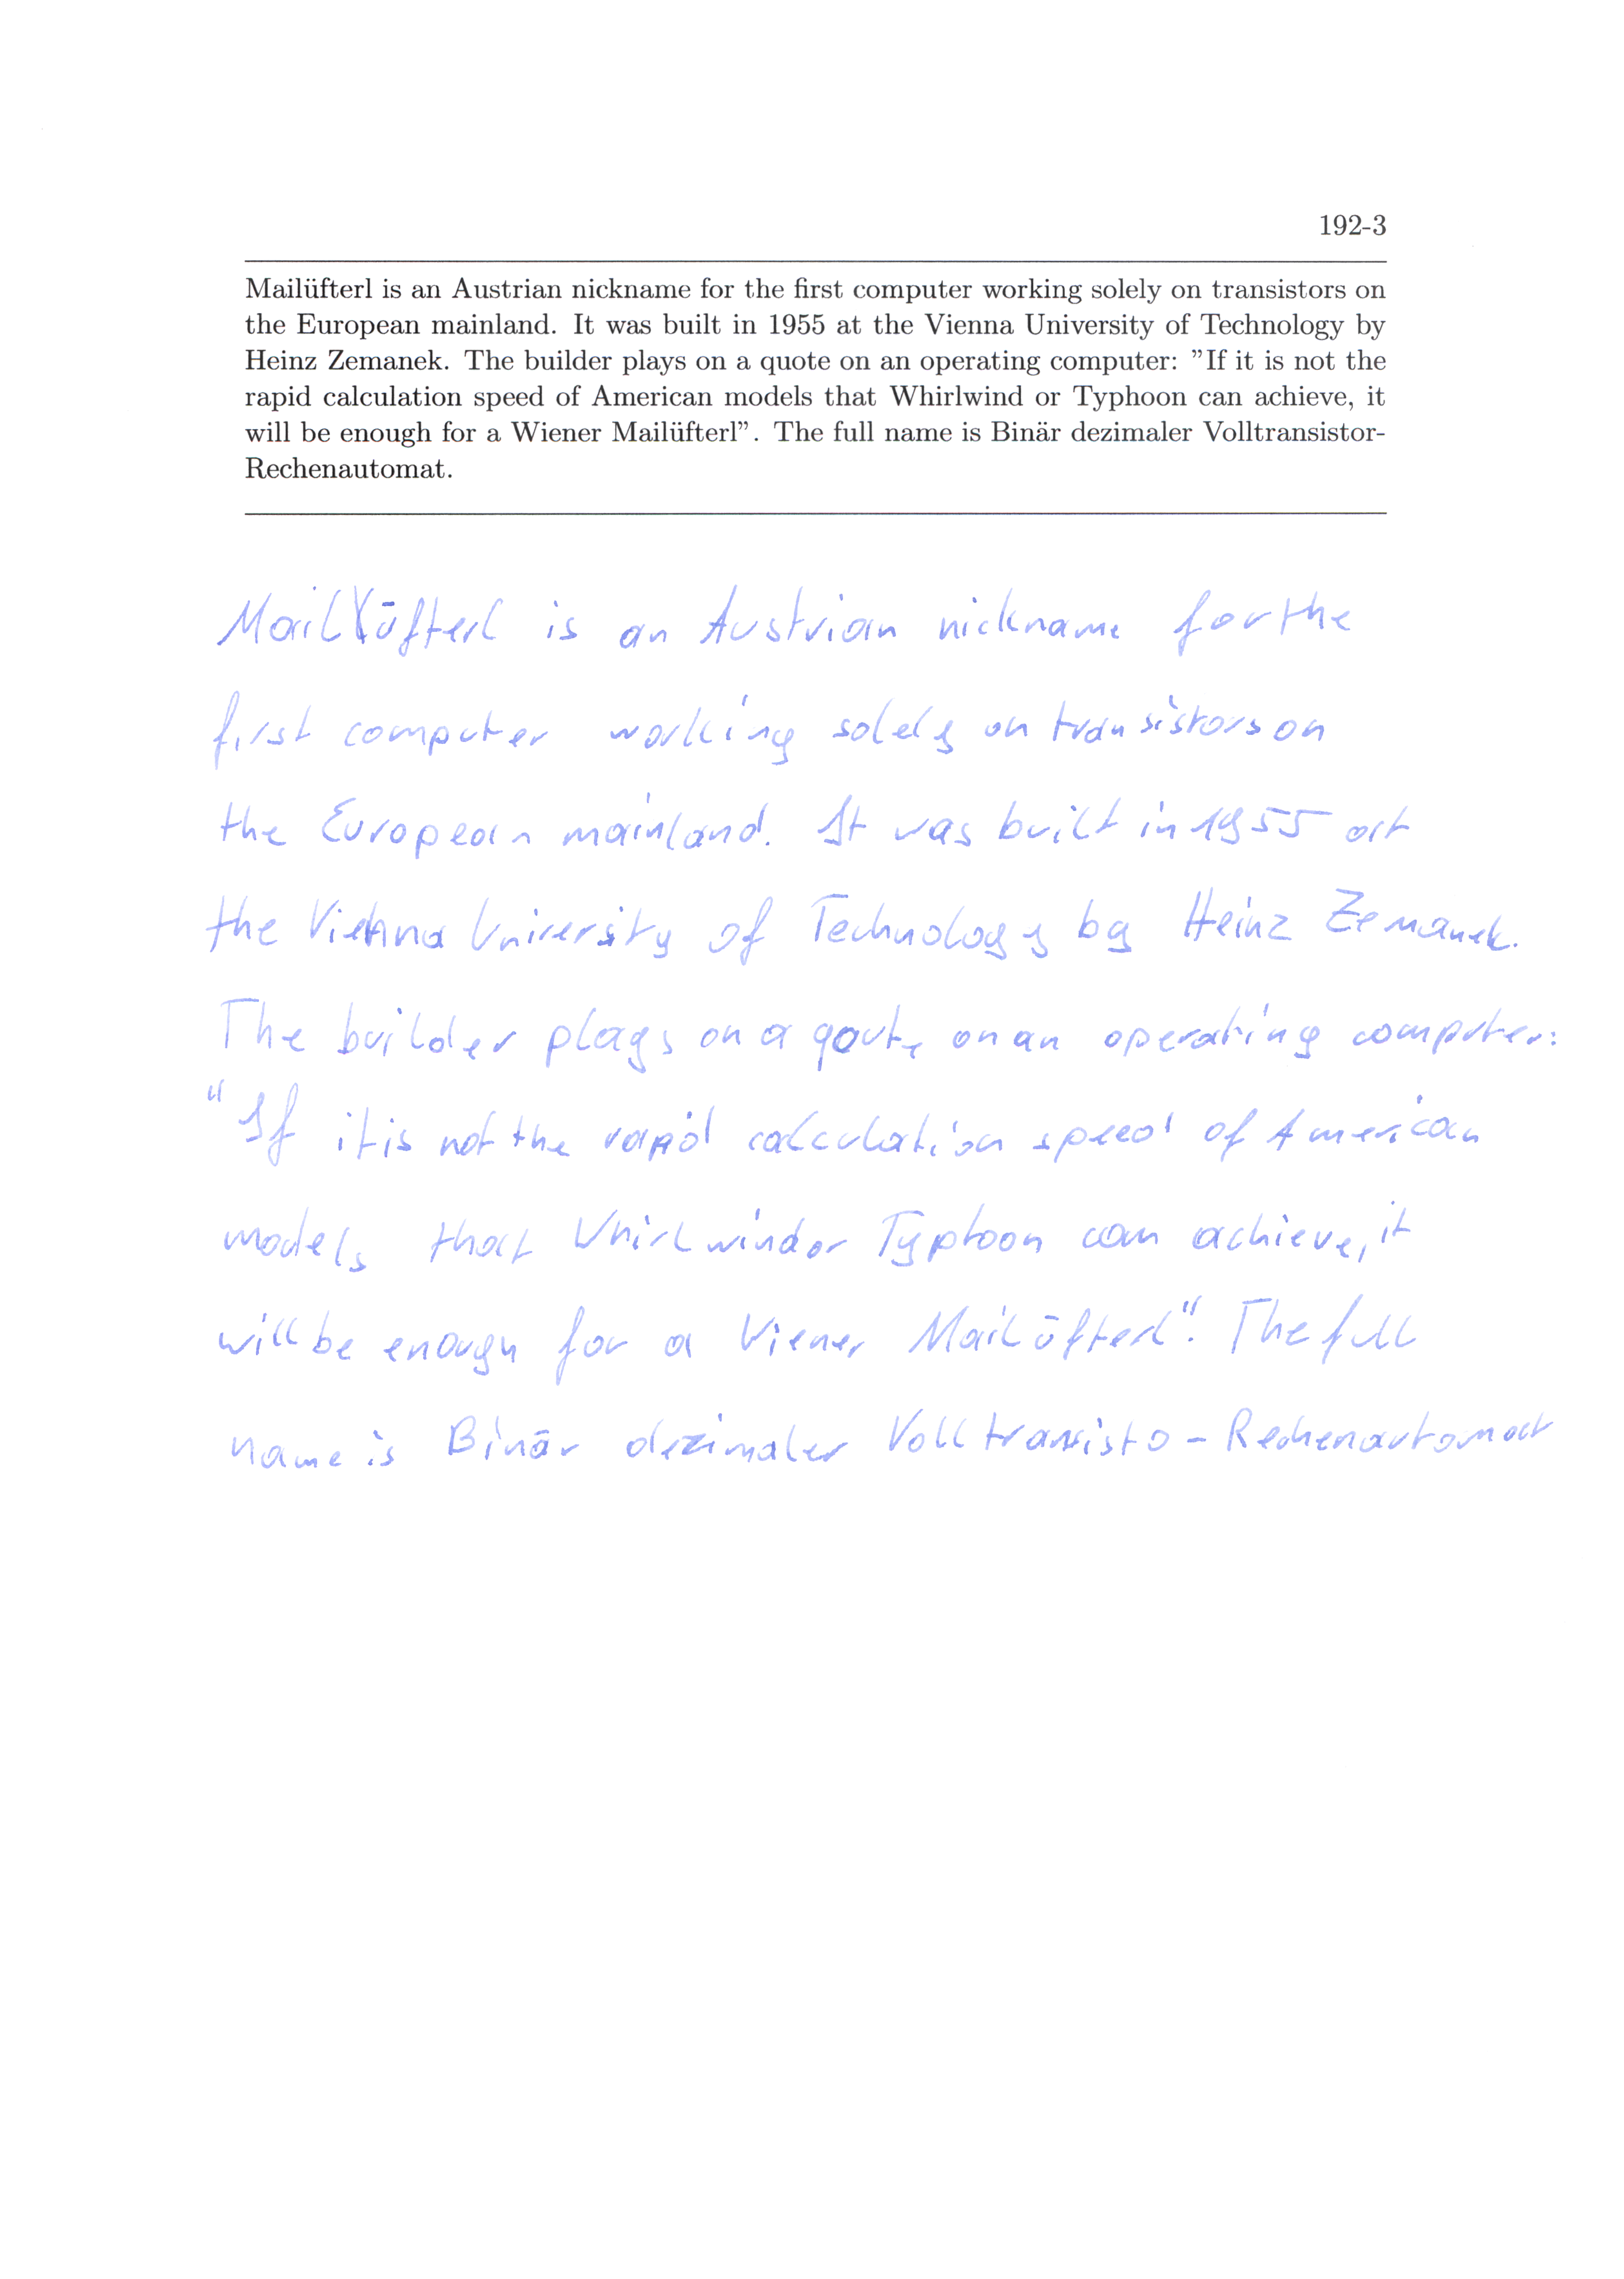 192-3
Mailüfterl is an Austrian nickname for the first computer working solely on transistors on
the European mainland. It was built in 1955 at the Vienna University of Technology by
Heinz Zemanek. The builder plays on a quote on an operating computer: ”If it is not the
rapid calculation speed of American models that Whirlwind or Typhoon can achieve, it
will be enough for a Wiener Mailüfterl”. The full name is Binär dezimaler Volltransistor-
Rechenautomat.
Mailüfterl is an Austrian nickname for the
first computer working solely on transistors on
the European mainland. It was built in 1955 at
the Vienna University of Technology by Heinz Zemanek.
The builder plays on a qoute on an operating computer:
"If it is not the rapid calculation speed of American
models that Whirlwind or Typhoon can achieve, it
will be enough for a Wiener Mailüfterl". The full
name is Binär dezimaler Volltransisto - Rechenautomat